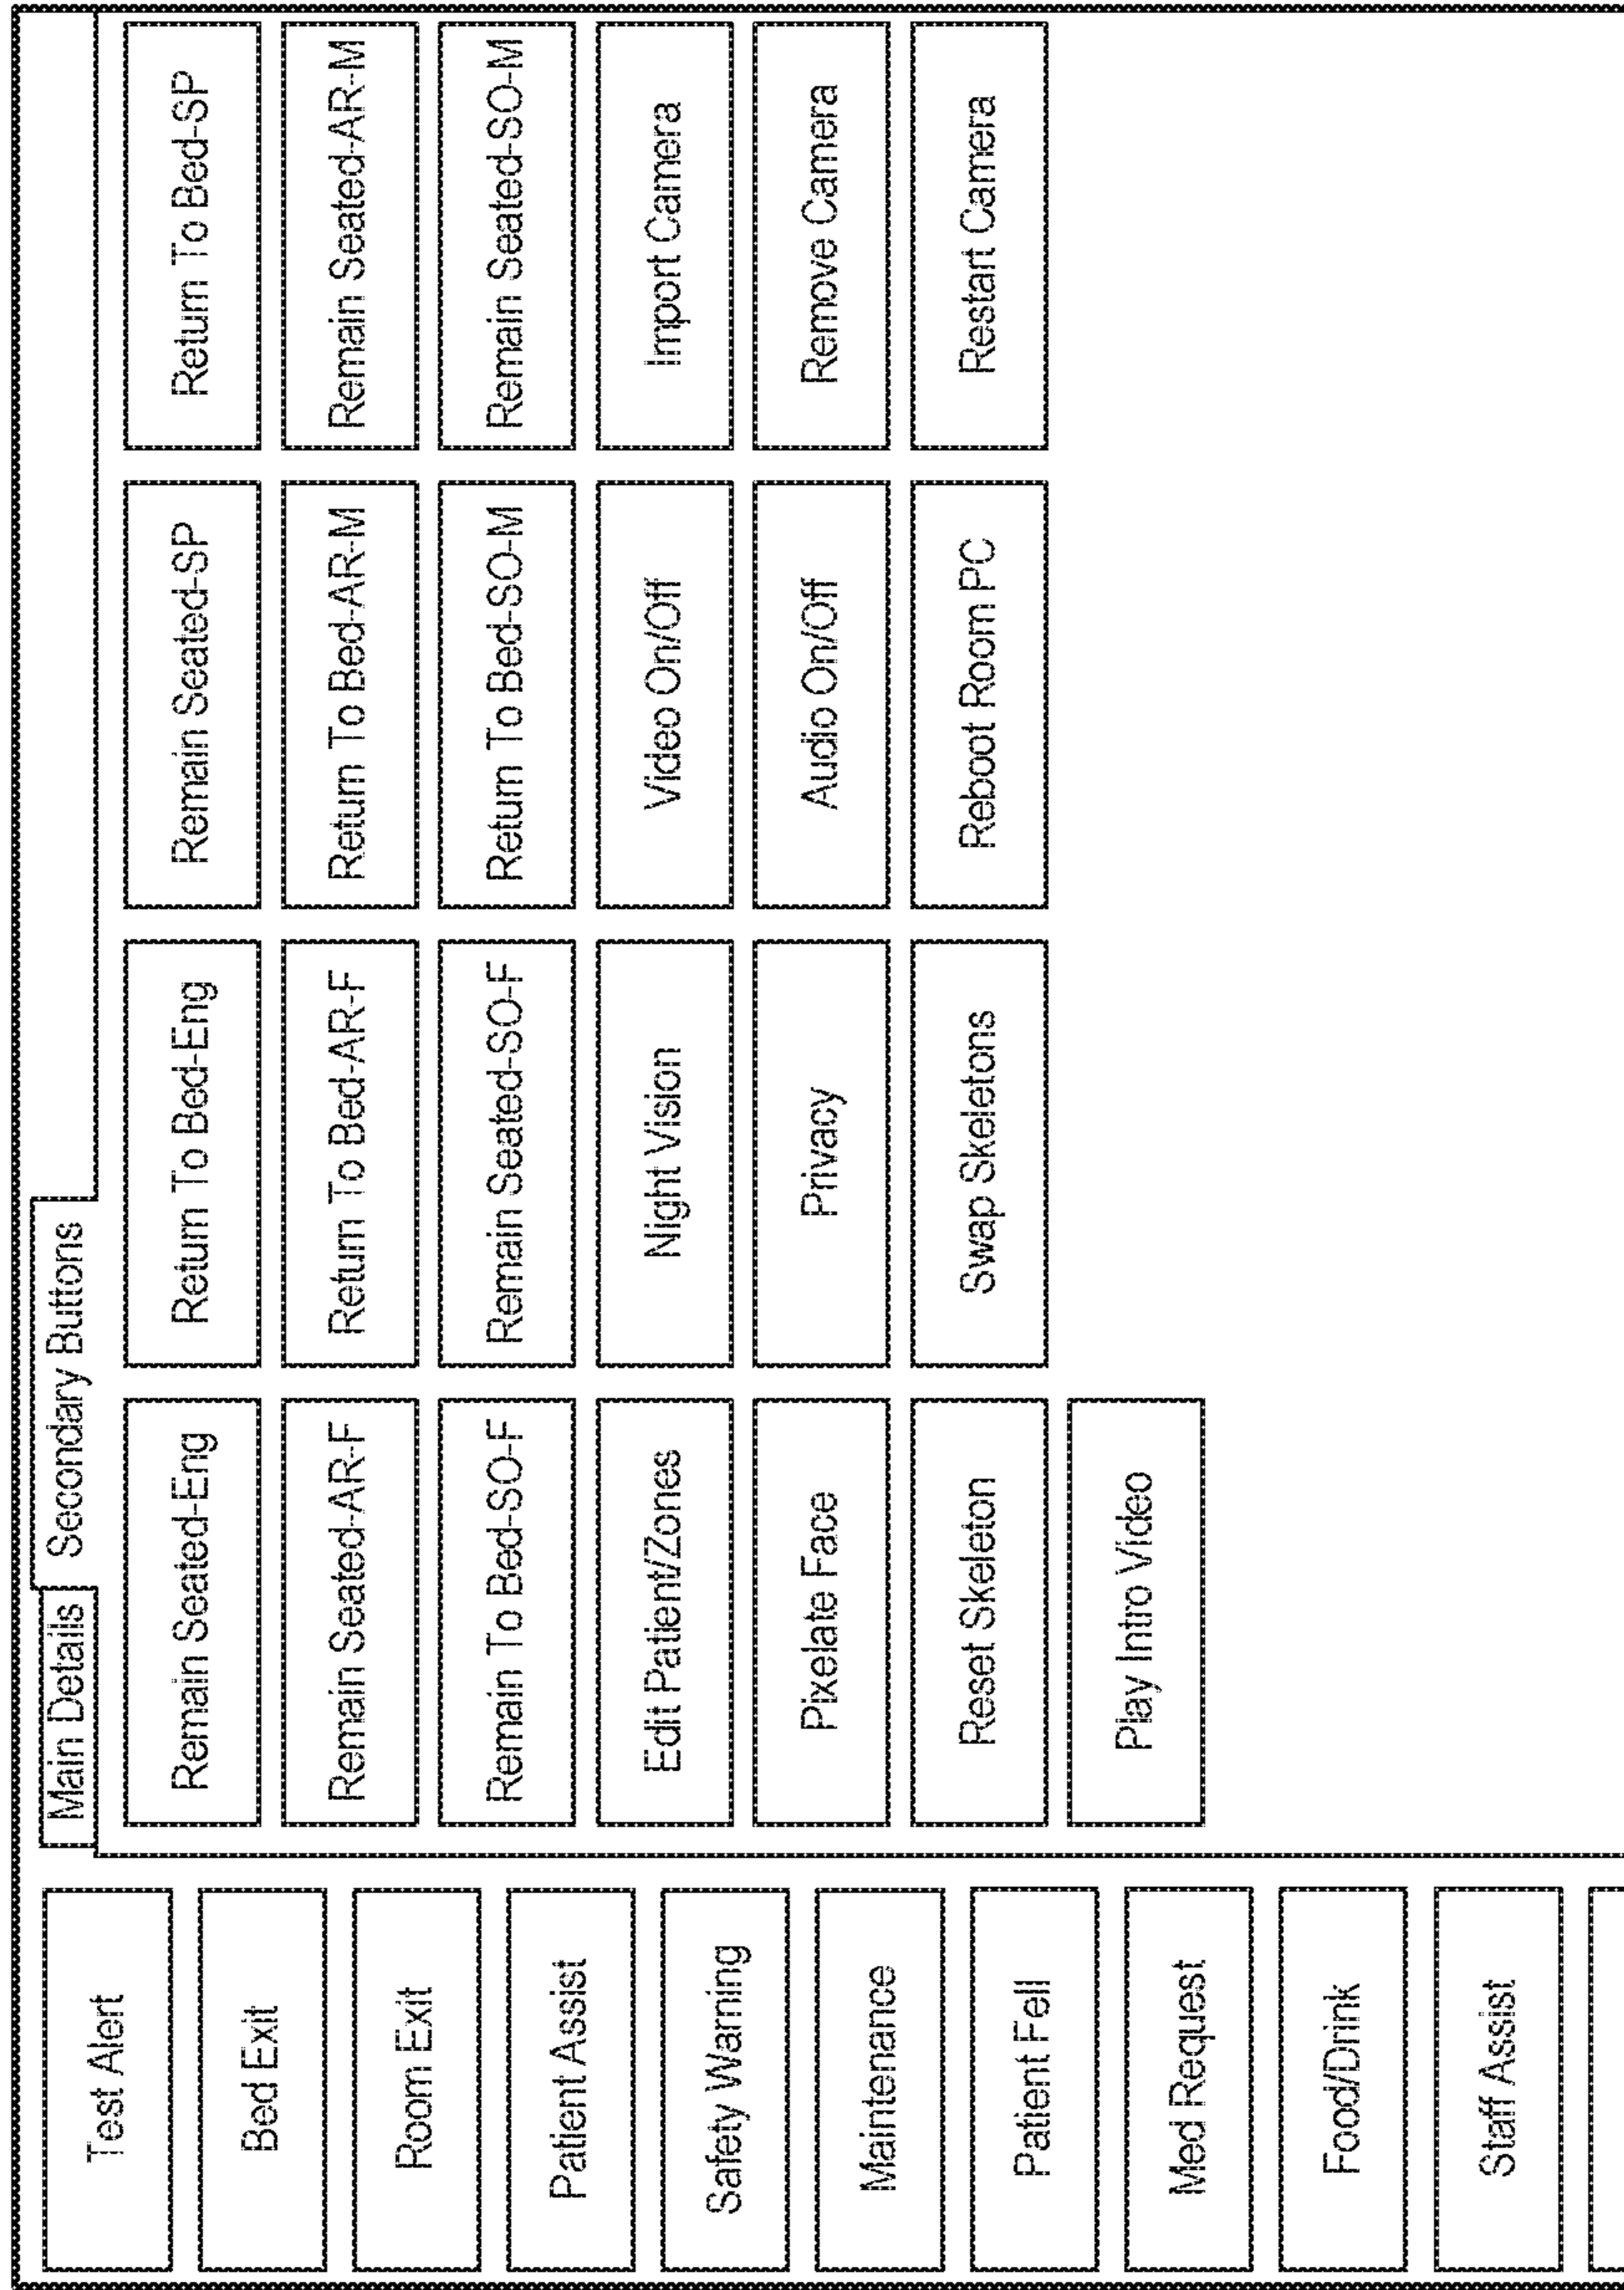 Main Details
Secondary Buttons
Test Alert
Bed Exit
Room Exit
Patient Assist
Safety Warning
Maintenance
Patient Fell
Med Request
Food/Drink
Staff Assist
Remain Seated-Eng
Return To Bed-Eng
Remain Seated-SP
Return To Bed-SP
Remain Seated-AR-F
Return To Bed-AR-F
Return To Bed-AR-M
Remain Seated-AR-M
Remain To Bed-SO-F
Remain Seated-SO-F
Return To Bed-SO-M
Remain Seated-SO-M
Edit Patient/Zones
Night Vision
Video On/Off
Import Camera
Pixelate Face
Privacy
Audio On/Off
Remove Camera
Reset Skeleton
Swap Skeletons
Reboot Room PC
Restart Camera
Play Intro Video